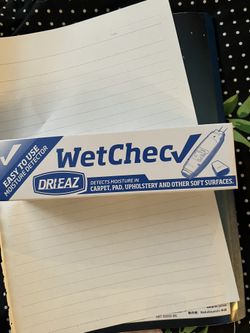 EASY TO USE
MOISTURE DETECTOR
WetChec
DRI-EAZ
DETECTS MOISTURE IN
CARPET, PAD, UPHOLSTERY AND OTHER SOFT SURFACES.